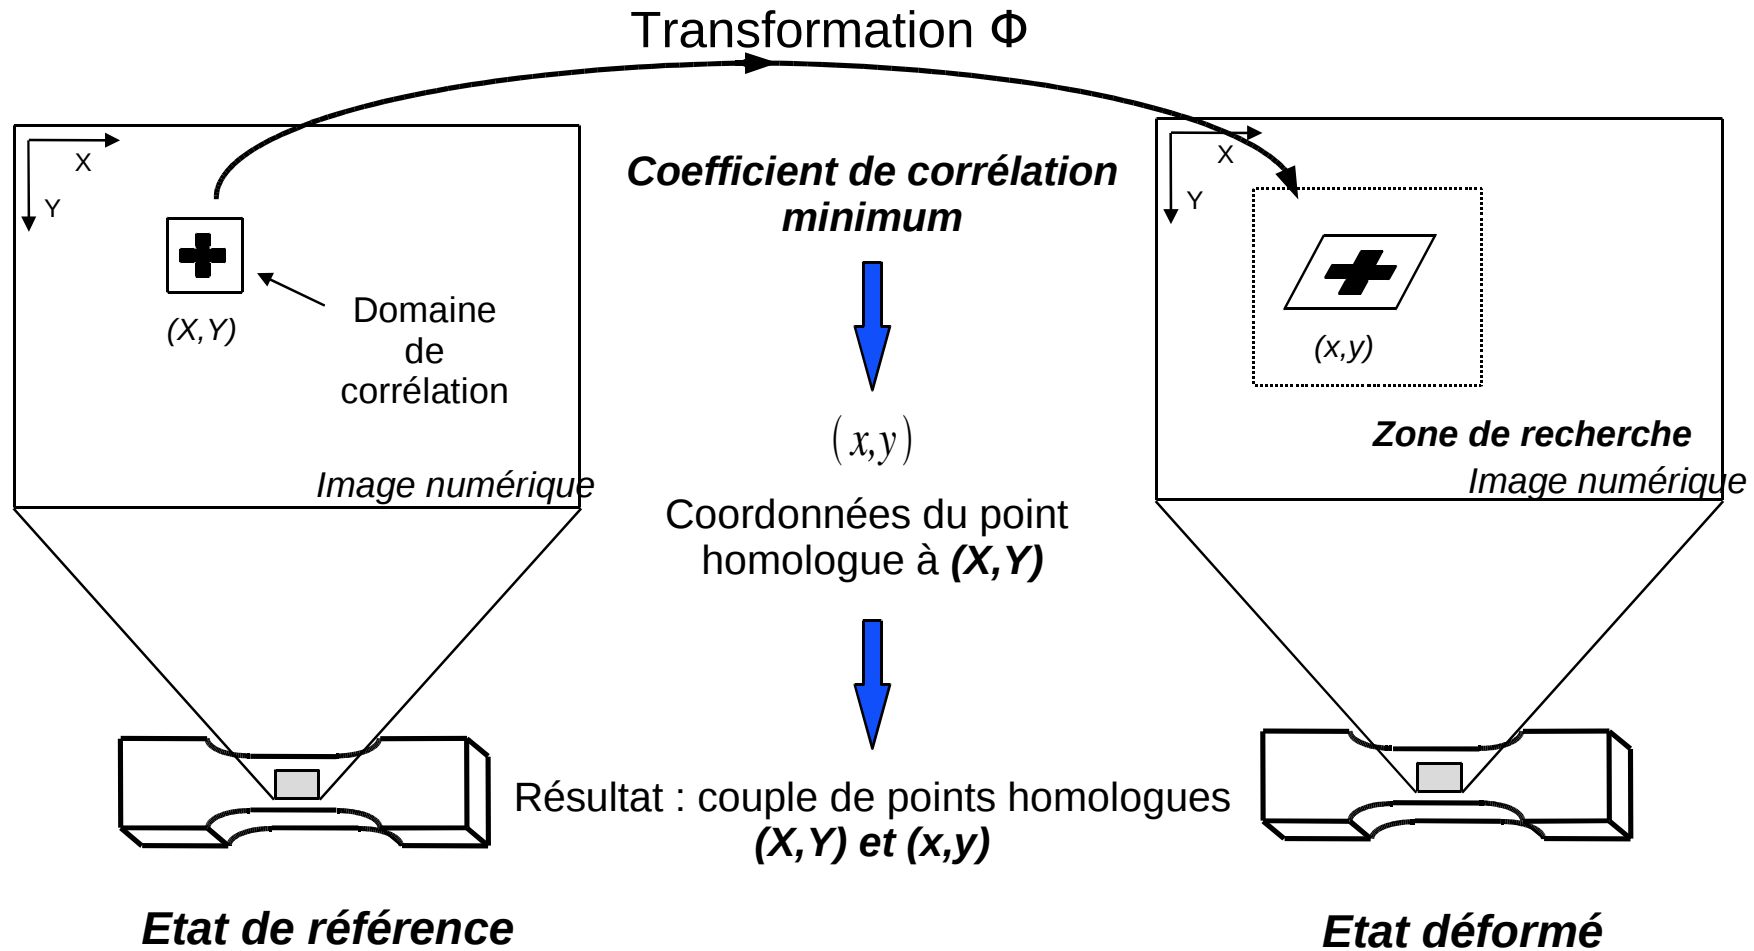 Transformation Φ
X
Y
(X,Y)
Domaine
de
corrélation
Image numérique
Coefficient de corrélation
minimum
(x,y)
Coordonnées du point
homologue à (X,Y)
Résultat : couple de points homologues
(X,Y) et (x,y)
X
Y
(x,y)
Zone de recherche
Image numérique
Etat de référence
Etat déformé